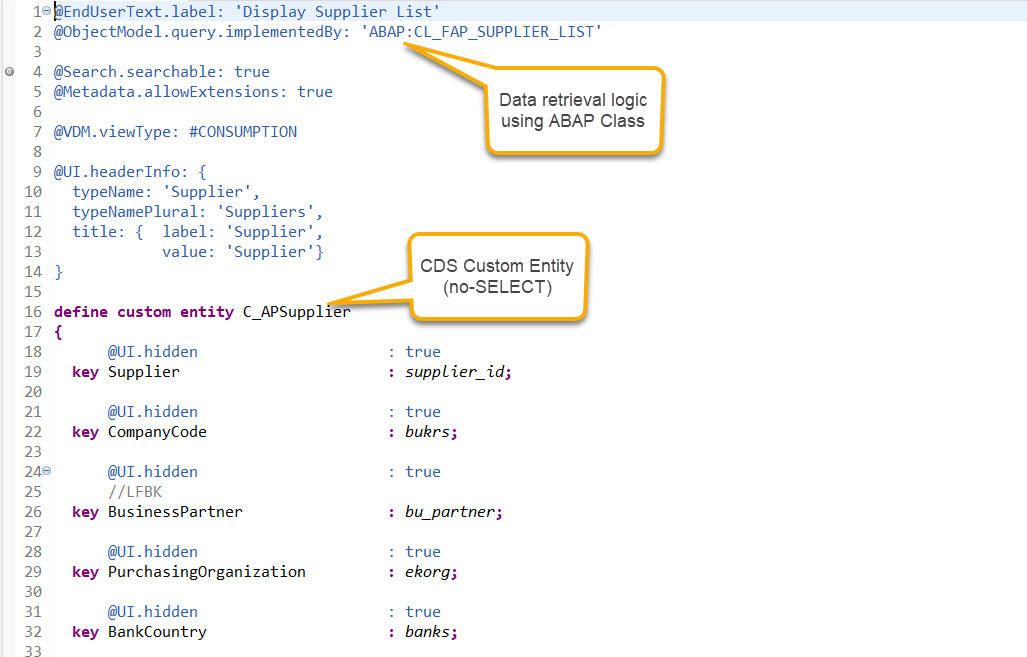 1 @EndUserText.label: 'Display Supplier List'
2 @ObjectModel.query.implementedBy: 'ABAP:CL_FAP_SUPPLIER_LIST'
3
4 @Search.searchable: true
5 @Metadata.allowExtensions: true
6
7 @VDM.viewType: #CONSUMPTION
8
9 @UI.headerInfo: {
10 typeName: 'Supplier',
11 typeNamePlural: 'Suppliers',
12 title: { label: 'Supplier',
13 value: 'Supplier'}
14 }
15
16 define custom entity C_APSupplier
17 {
18 @UI.hidden : true
19 key Supplier : supplier_id;
20
21 @UI.hidden : true
22 key CompanyCode : bukrs;
23
24 @UI.hidden : true
25 //LFBK
26 key BusinessPartner : bu_partner;
27
28 @UI.hidden : true
29 key PurchasingOrganization : ekorg;
30
31 @UI.hidden : true
32 key BankCountry : banks;
33
Data retrieval logic
using ABAP Class
CDS Custom Entity
(no-SELECT)